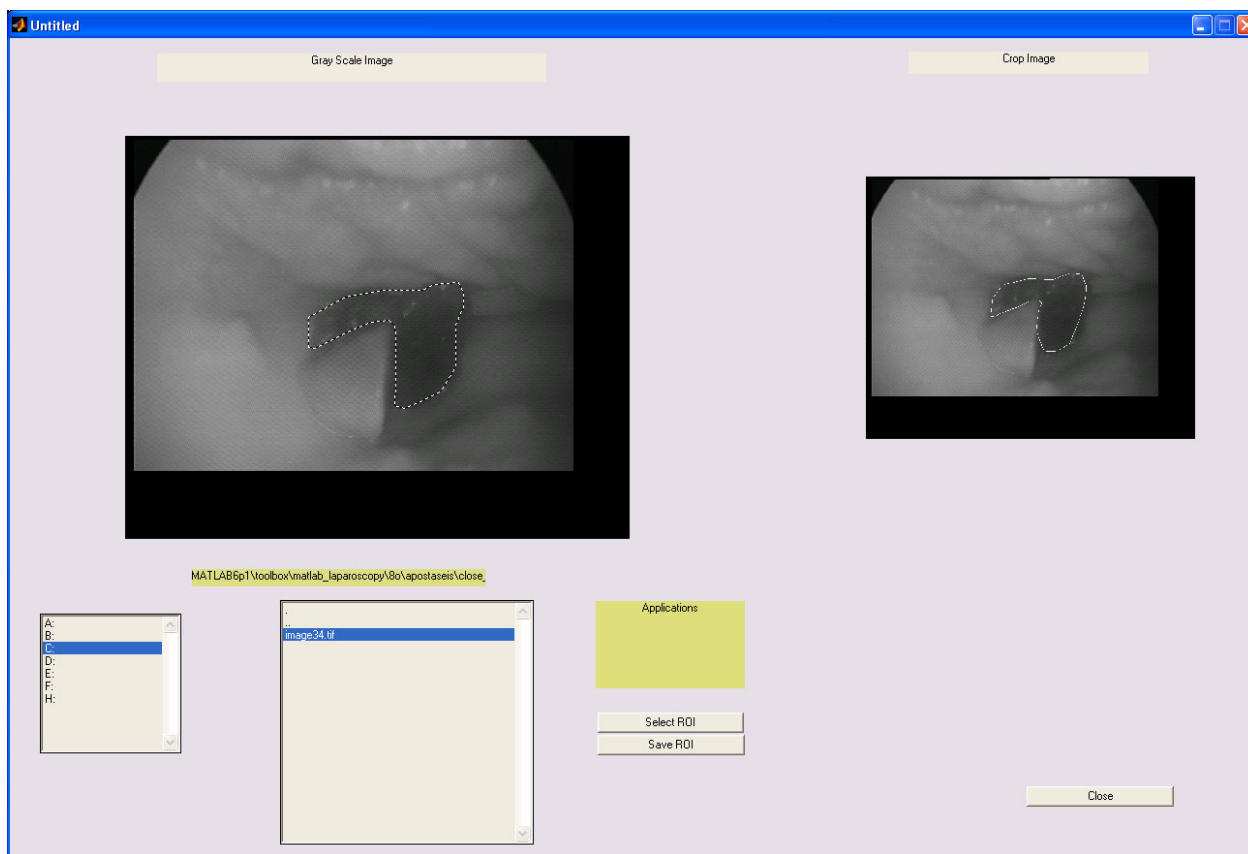 Untitled
Gray Scale Image
Crop Image
MATLAB6p1\toolbox\matlab_laparoscopy\8o\apostaseis\close_
A:
B:
C:
D:
E:
F:
H:
.
..
image34.tif
Applications
Select ROI
Save ROI
Close